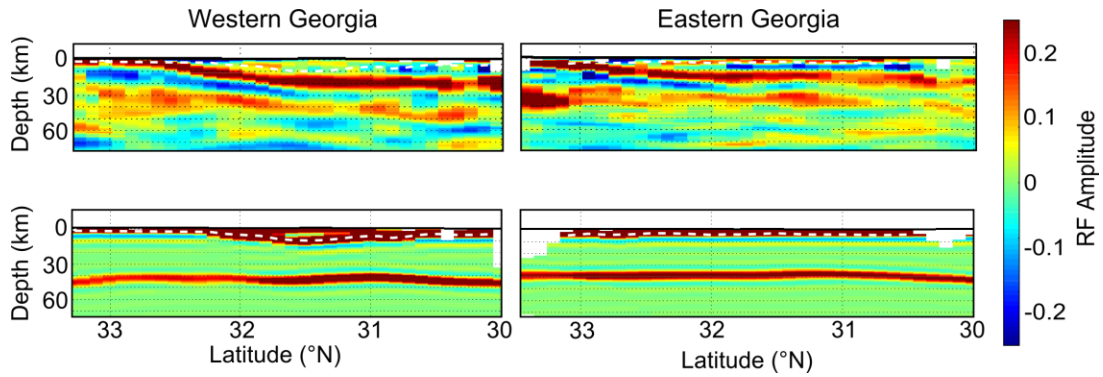 Western Georgia
Eastern Georgia
Depth (km)
0
30
60
Depth (km)
0
30
60
33
32
31
30
33
32
31
30
Latitude (°N)
Latitude (°N)
0.2
0.1
0
-0.1
-0.2
RF Amplitude